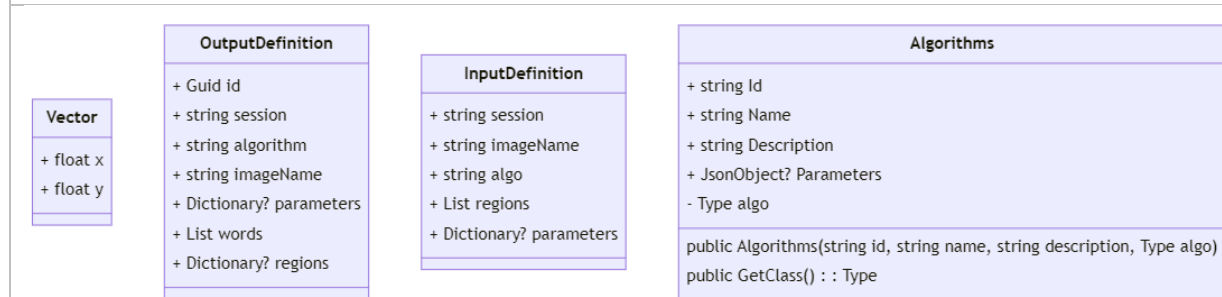 Vector
+ float x
+ float y
OutputDefinition
+ Guid id
+ string session
+ string algorithm
+ string imageName
+ Dictionary? parameters
+ List words
+ Dictionary? regions
InputDefinition
+ string session
+ string imageName
+ string algo
+ List regions
+ Dictionary? parameters
Algorithms
+ string Id
+ string Name
+ string Description
+ JsonObject? Parameters
- Type algo
public Algorithms(string id, string name, string description, Type algo)
public GetClass() : : Type